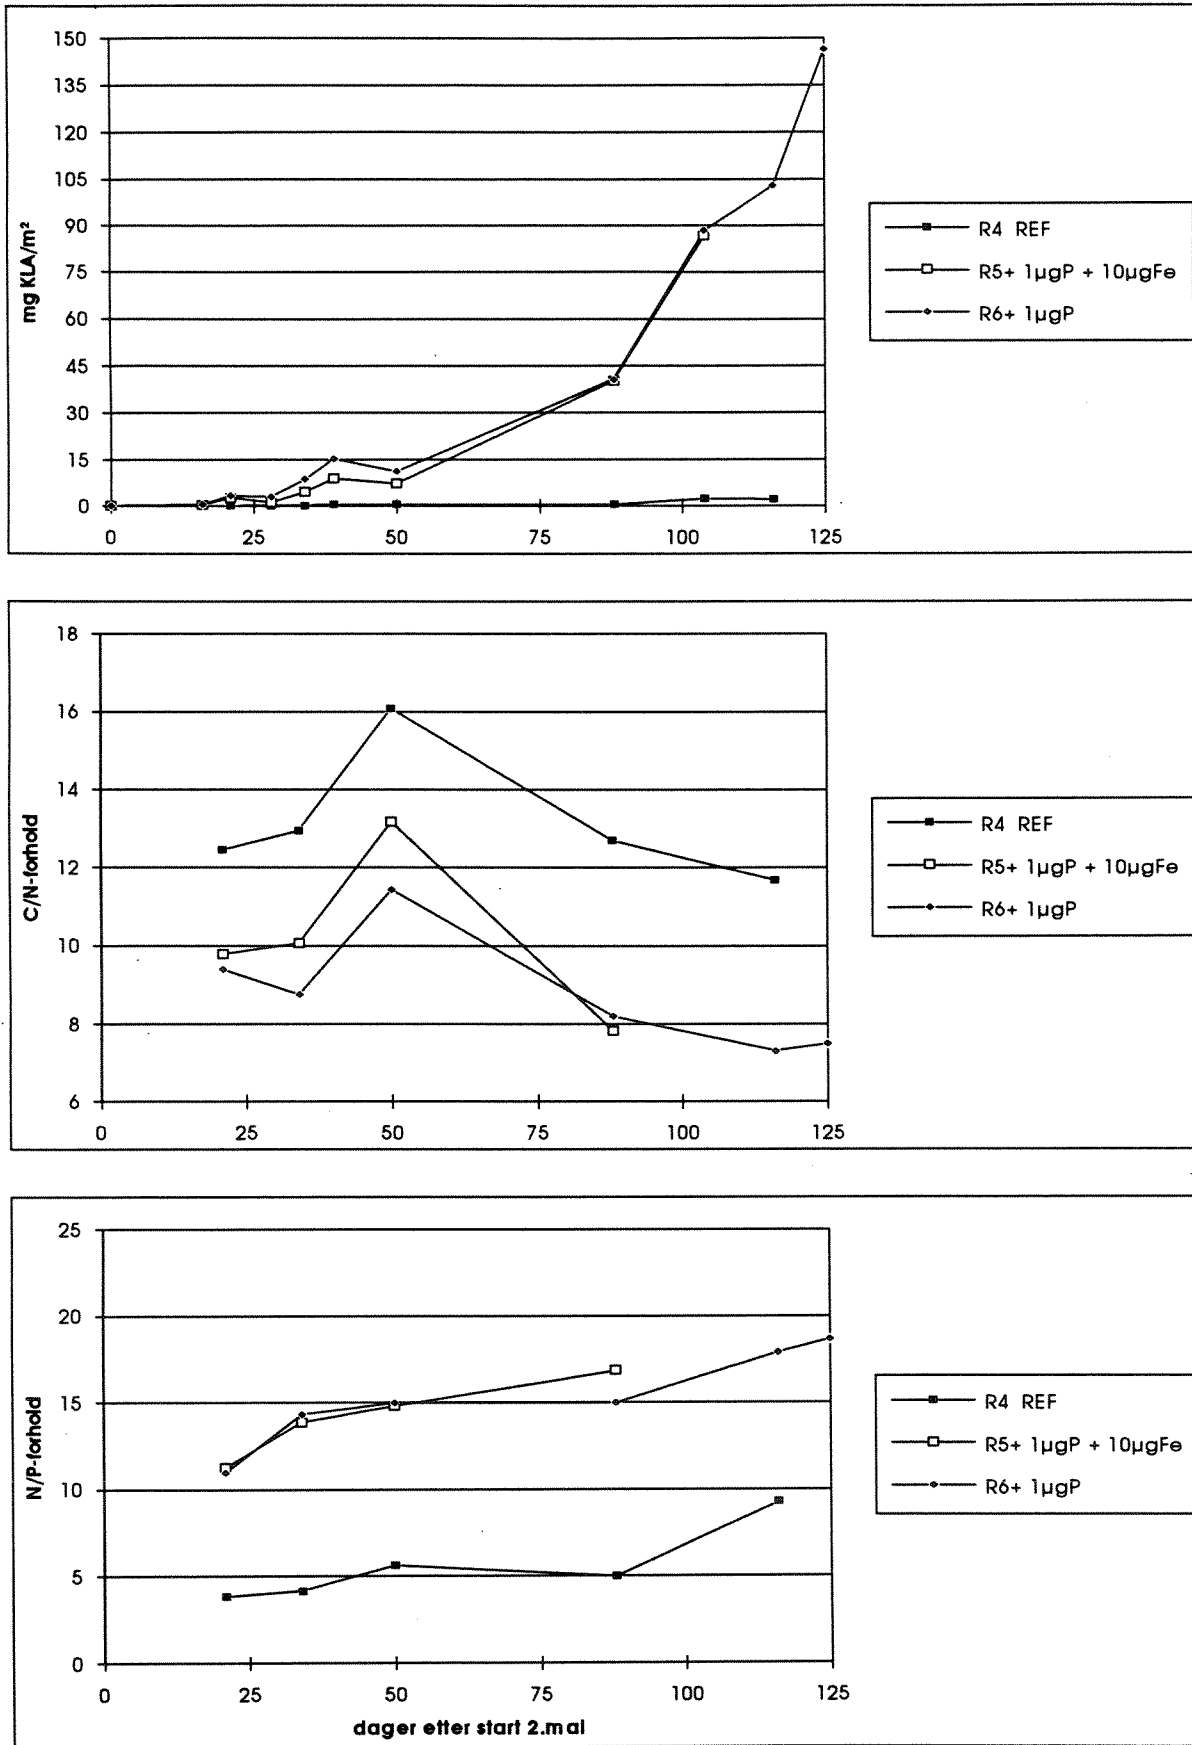 150
135
120
105
90
75
60
45
30
15
0
mg KLA/m²
0 25 50 75 100 125
R4 REF
R5+ 1µgP + 10µgFe
R6+ 1µgP
18
16
14
12
10
8
6
C/N-forhold
0 25 50 75 100 125
R4 REF
R5+ 1µgP + 10µgFe
R6+ 1µgP
25
20
15
10
5
0
N/P-forhold
0 25 50 75 100 125
dager etter start 2.mai
R4 REF
R5+ 1µgP + 10µgFe
R6+ 1µgP